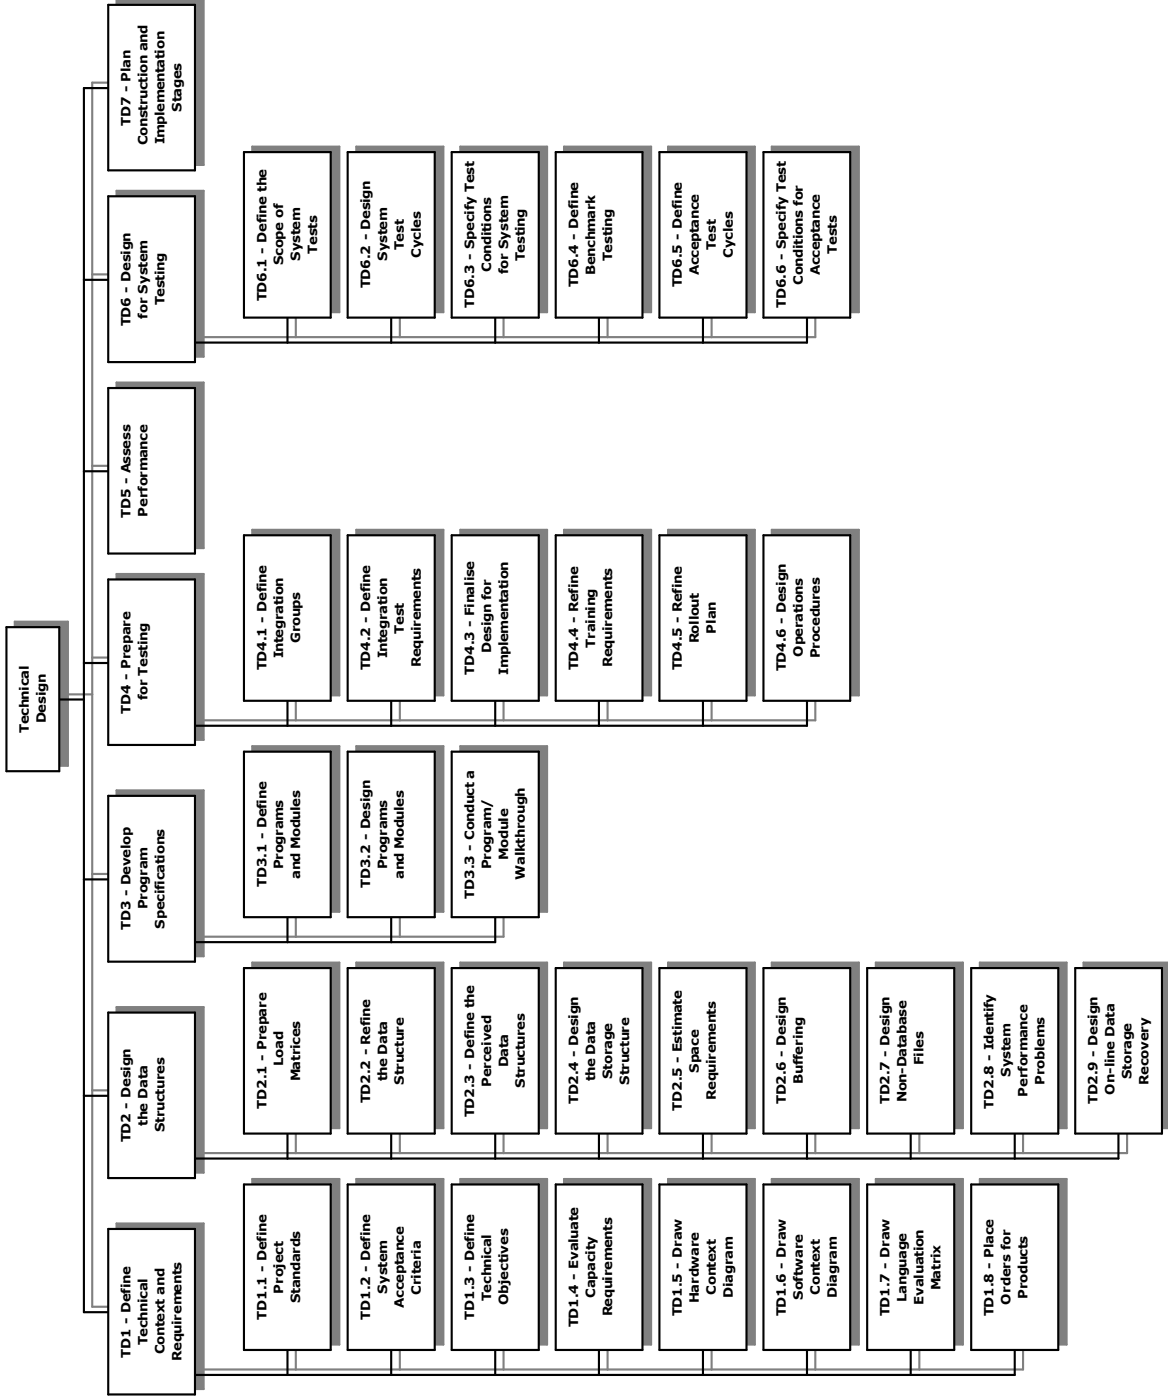 Technical
Design
TD1 - Define
Technical
Context and
Requirements
TD1.1 - Define
Project
Standards
TD1.2 - Define
System
Acceptance
Criteria
TD1.3 - Define
Technical
Objectives
TD1.4 - Evaluate
Capacity
Requirements
TD1.5 - Draw
Hardware
Context
Diagram
TD1.6 - Draw
Software
Context
Diagram
TD1.7 - Draw
Language
Evaluation
Matrix
TD1.8 - Place
Orders for
Products
TD2 - Design
the Data
Structures
TD2.1 - Prepare
Load
Matrices
TD2.2 - Refine
the Data
Structure
TD2.3 - Define the
Perceived
Data
Structures
TD2.4 - Design
the Data
Storage
Structure
TD2.5 - Estimate
Space
Requirements
TD2.6 - Design
Buffering
TD2.7 - Design
Non-Database
Files
TD2.8 - Identify
System
Performance
Problems
TD2.9 - Design
On-line Data
Storage
Recovery
TD3 - Develop
Program
Specifications
TD3.1 - Define
Programs
and Modules
TD3.2 - Design
Programs
and Modules
TD3.3 - Conduct a
Program/
Module
Walkthrough
TD4 - Prepare
for Testing
TD4.1 - Define
Integration
Groups
TD4.2 - Define
Integration
Test
Requirements
TD4.3 - Finalise
Design for
Implementation
TD4.4 - Refine
Training
Requirements
TD4.5 - Refine
Rollout
Plan
TD4.6 - Design
Operations
Procedures
TD5 - Assess
Performance
TD6 - Design
for System
Testing
TD6.1 - Define the
Scope of
System
Tests
TD6.2 - Design
System
Test
Cycles
TD6.3 - Specify Test
Conditions
for System
Testing
TD6.4 - Define
Benchmark
Testing
TD6.5 - Define
Acceptance
Test
Cycles
TD6.6 - Specify Test
Conditions for
Acceptance
Tests
TD7 - Plan
Construction and
Implementation
Stages